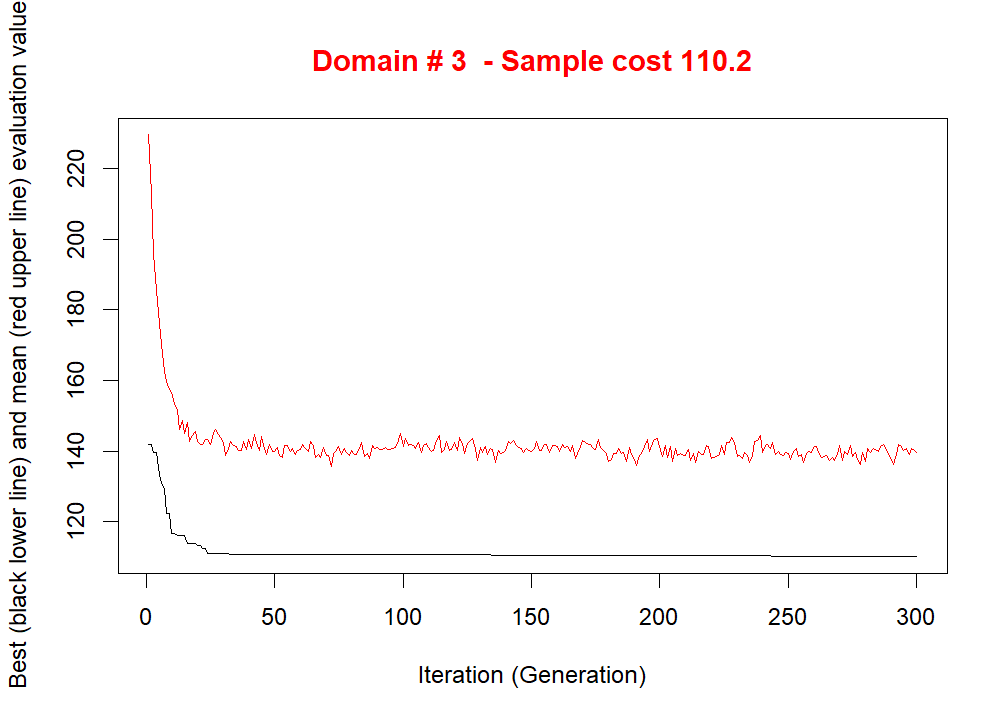 Domain # 3  - Sample cost 110.2
Best (black lower line) and mean (red upper line) evaluation value
220
200
180
160
140
120
0 50 100 150 200 250 300
Iteration (Generation)